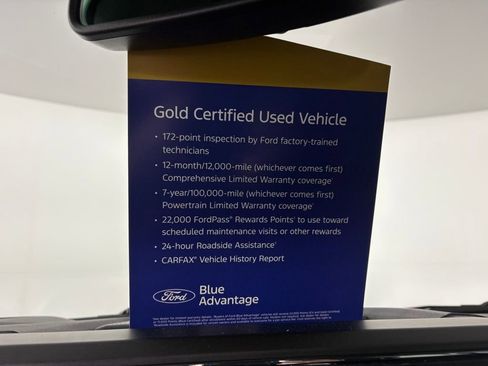 Gold Certified Used Vehicle
• 172-point inspection by Ford factory-trained
technicians
• 12-month/12,000-mile (whichever comes first)
Comprehensive Limited Warranty coverage*
• 7-year/100,000-mile (whichever comes first)
Powertrain Limited Warranty coverage*
• 22,000 FordPass® Rewards Points* to use toward
scheduled maintenance visits or other rewards
• 24-hour Roadside Assistance*
• CARFAX® Vehicle History Report
Ford
Blue
Advantage